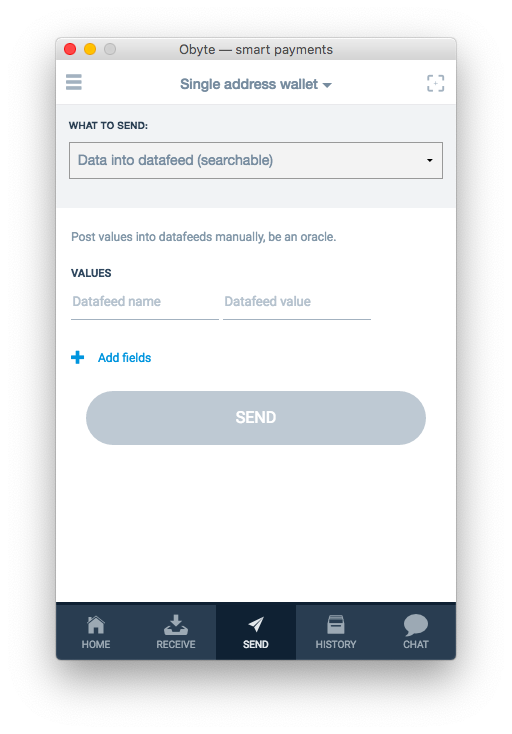 Obyte — smart payments
Single address wallet
WHAT TO SEND:
Data into datafeed (searchable)
Post values into datafeeds manually, be an oracle.
VALUES
Datafeed name Datafeed value
Add fields
SEND
HOME RECEIVE SEND HISTORY CHAT